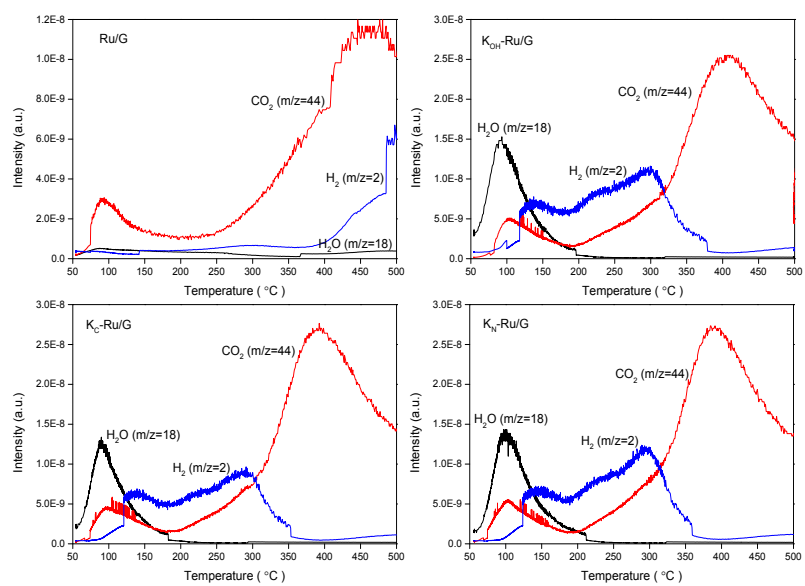 Ru/G
CO2 (m/z=44)
H2 (m/z=2)
H2O (m/z=18)
1.2E-8
1.0E-8
8.0E-9
6.0E-9
4.0E-9
2.0E-9
0.0
50 100 150 200 250 300 350 400 450 500
Intensity (a.u.)
Temperature ( °C)
KOH-Ru/G
CO2 (m/z=44)
H2O (m/z=18)
H2 (m/z=2)
3.0E-8
2.5E-8
2.0E-8
1.5E-8
1.0E-8
5.0E-9
0.0
50 100 150 200 250 300 350 400 450 500
Intensity (a.u.)
Temperature ( °C)
KC-Ru/G
CO2 (m/z=44)
H2O (m/z=18)
H2 (m/z=2)
3.0E-8
2.5E-8
2.0E-8
1.5E-8
1.0E-8
5.0E-9
0.0
50 100 150 200 250 300 350 400 450 500
Intensity (a.u.)
Temperature ( °C)
KN-Ru/G
CO2 (m/z=44)
H2O (m/z=18)
H2 (m/z=2)
3.0E-8
2.5E-8
2.0E-8
1.5E-8
1.0E-8
5.0E-9
0.0
50 100 150 200 250 300 350 400 450 500
Intensity (a.u.)
Temperature ( °C)